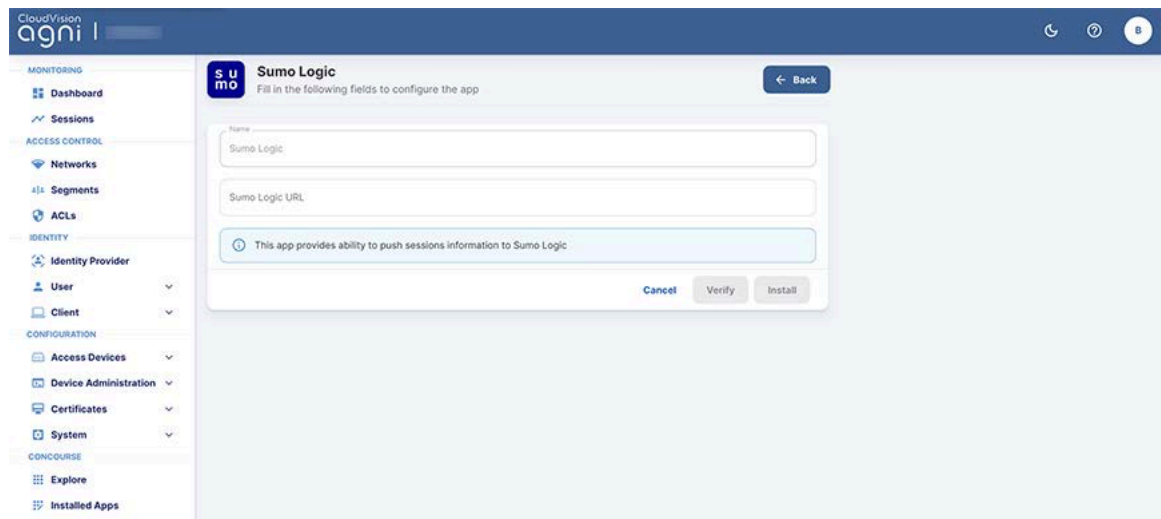 CloudVision
agni |
B
MONITORING
Dashboard
Sessions
ACCESS CONTROL
Networks
Segments
ACLs
IDENTITY
Identity Provider
User
Client
CONFIGURATION
Access Devices
Device Administration
Certificates
System
CONCOURSE
Explore
Installed Apps
su
mo
Sumo Logic
Fill in the following fields to configure the app
← Back
Name
Sumo Logic
Sumo Logic URL
This app provides ability to push sessions information to Sumo Logic
Cancel
Verify
Install